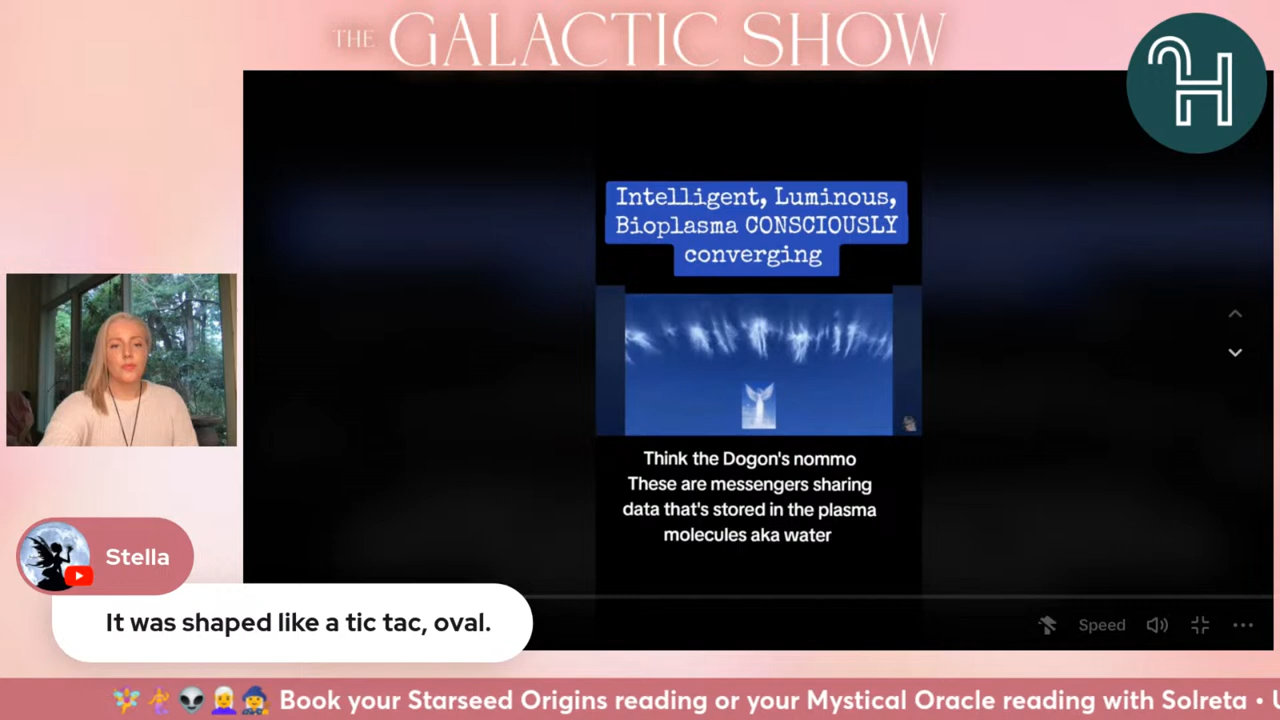 THE GALACTIC SHOW
H
Intelligent, Luminous,
Bioplasma CONSCIOUSLY
converging
Think the Dogon's nommo
These are messengers sharing
data that's stored in the plasma
molecules aka water
Stella
It was shaped like a tic tac, oval.
Speed
Book your Starseed Origins reading or your Mystical Oracle reading with Solreta •